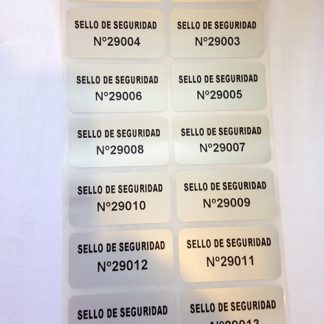 SELLO DE SEGURIDAD
Nº29004
SELLO DE SEGURIDAD
Nº29003
SELLO DE SEGURIDAD
Nº29006
SELLO DE SEGURIDAD
Nº29005
SELLO DE SEGURIDAD
Nº29008
SELLO DE SEGURIDAD
Nº29007
SELLO DE SEGURIDAD
Nº29010
SELLO DE SEGURIDAD
Nº29009
SELLO DE SEGURIDAD
Nº29012
SELLO DE SEGURIDAD
Nº29011
SELLO DE SEGURIDAD
SELLO DE SEGURIDAD
Nº29013